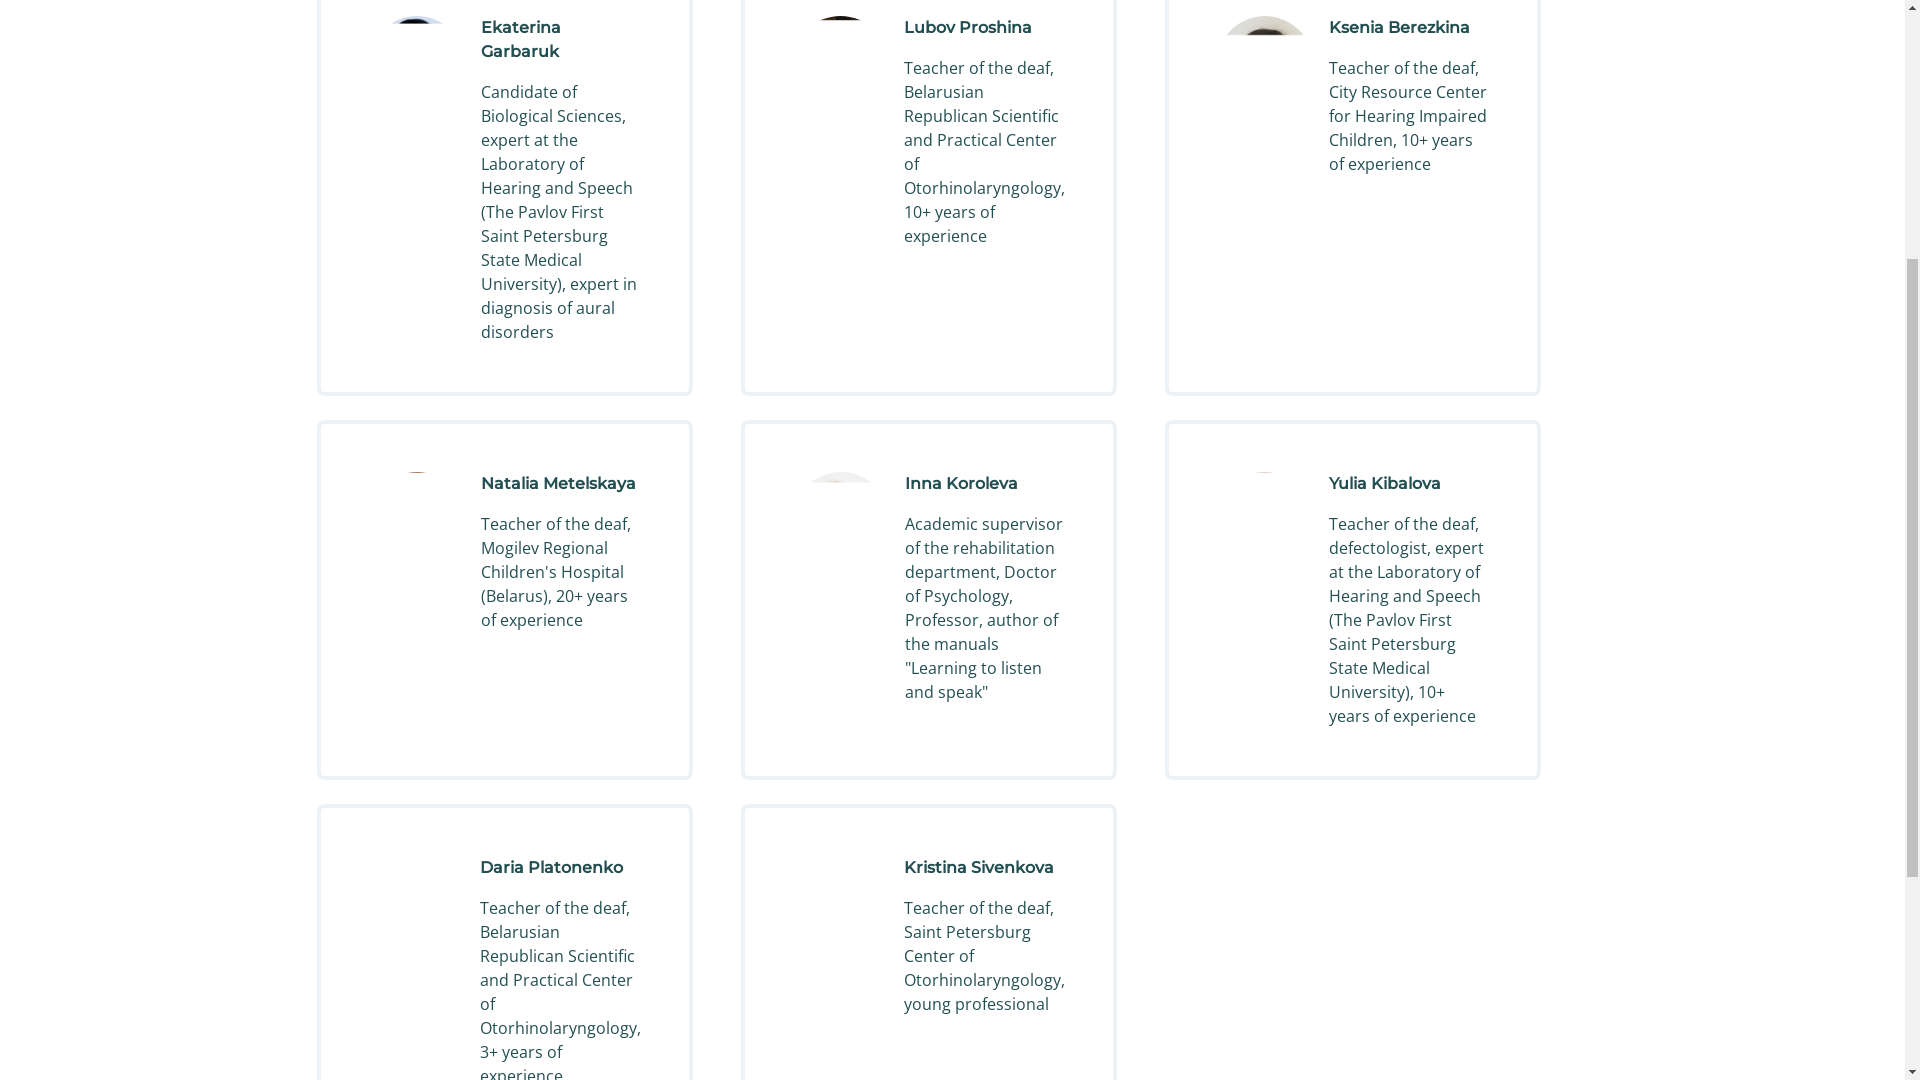 Ekaterina
Garbaruk
Candidate of
Biological Sciences,
expert at the
Laboratory of
Hearing and Speech
(The Pavlov First
Saint Petersburg
State Medical
University), expert in
diagnosis of aural
disorders
Lubov Proshina
Teacher of the deaf,
Belarusian
Republican Scientific
and Practical Center
of
Otorhinolaryngology,
10+ years of
experience
Ksenia Berezkina
Teacher of the deaf,
City Resource Center
for Hearing Impaired
Children, 10+ years
of experience
Natalia Metelskaya
Teacher of the deaf,
Mogilev Regional
Children's Hospital
(Belarus), 20+ years
of experience
Inna Koroleva
Academic supervisor
of the rehabilitation
department, Doctor
of Psychology,
Professor, author of
the manuals
"Learning to listen
and speak"
Yulia Kibalova
Teacher of the deaf,
defectologist, expert
at the Laboratory of
Hearing and Speech
(The Pavlov First
Saint Petersburg
State Medical
University), 10+
years of experience
Daria Platonenko
Teacher of the deaf,
Belarusian
Republican Scientific
and Practical Center
of
Otorhinolaryngology,
3+ years of
experience
Kristina Sivenkova
Teacher of the deaf,
Saint Petersburg
Center of
Otorhinolaryngology,
young professional